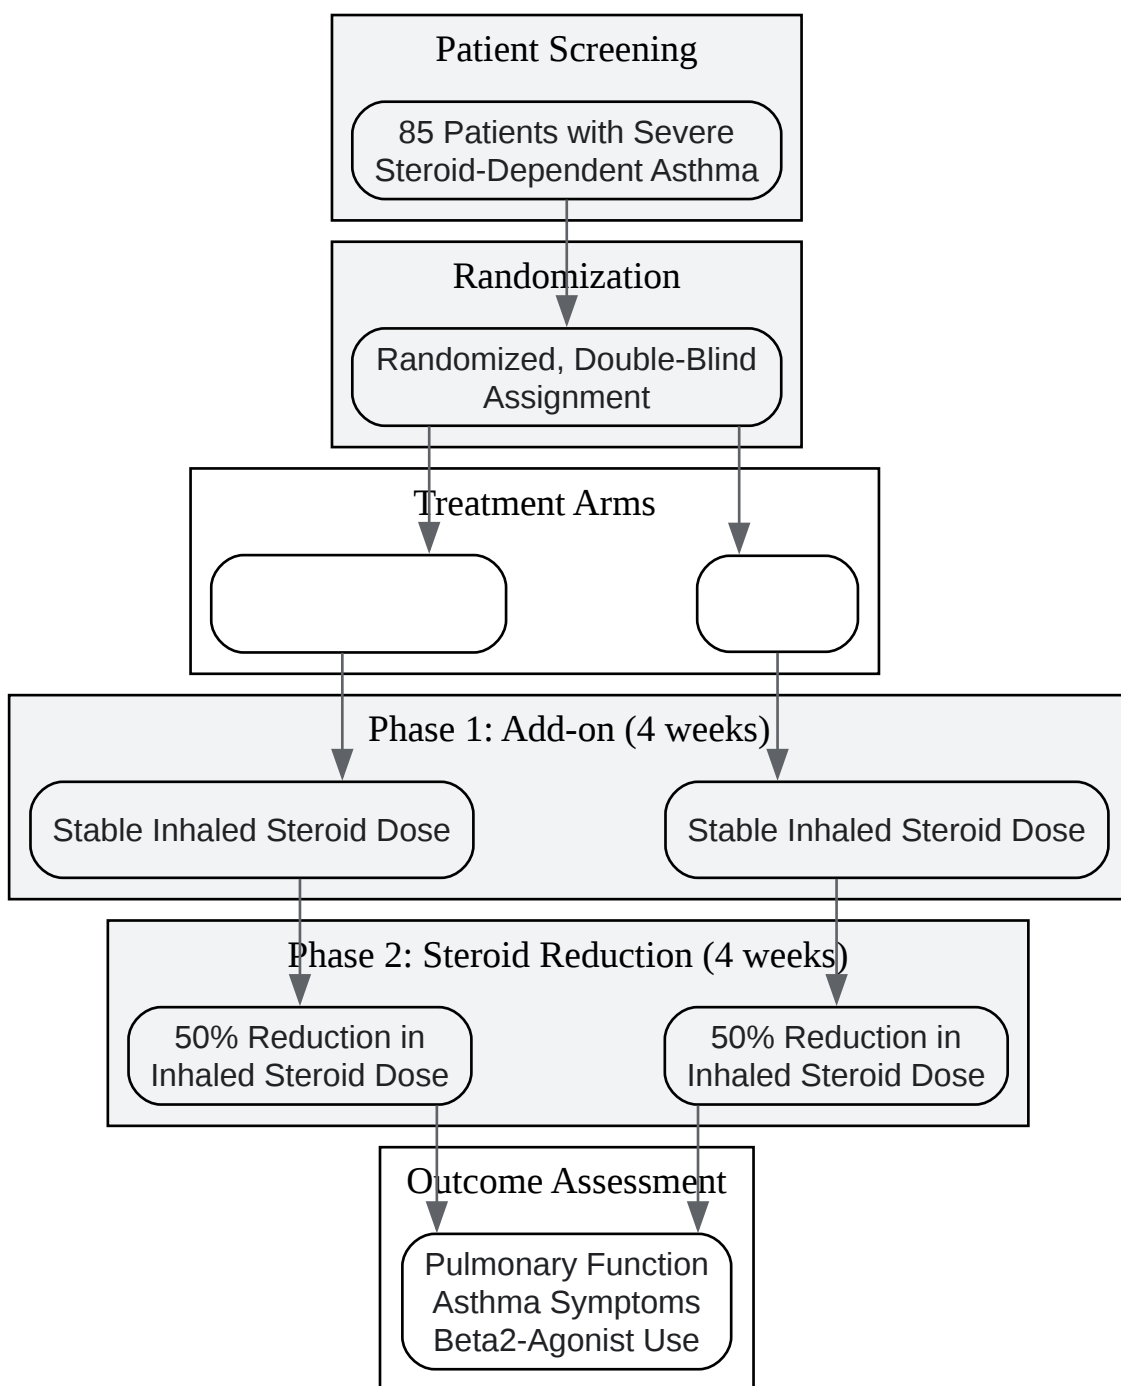 Patient Screening
85 Patients with Severe
Steroid-Dependent Asthma
Randomization
Randomized, Double-Blind
Assignment
Treatment Arms
Phase 1: Add-on (4 weeks)
Stable Inhaled Steroid Dose
Stable Inhaled Steroid Dose
Phase 2: Steroid Reduction (4 weeks)
50% Reduction in
Inhaled Steroid Dose
50% Reduction in
Inhaled Steroid Dose
Outcome Assessment
Pulmonary Function
Asthma Symptoms
Beta2-Agonist Use